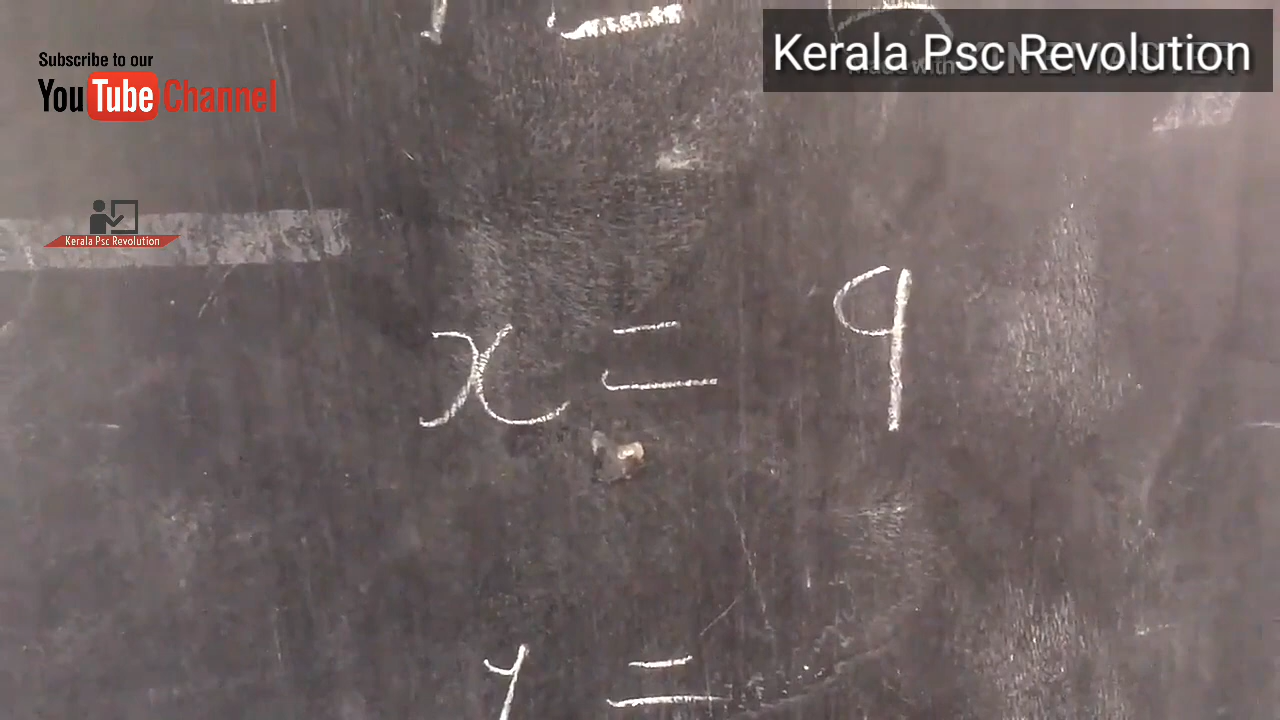 Subscribe to our
YouTube Channel
Kerala Psc Revolution
Kerala Psc Revolution
x = 9
y =